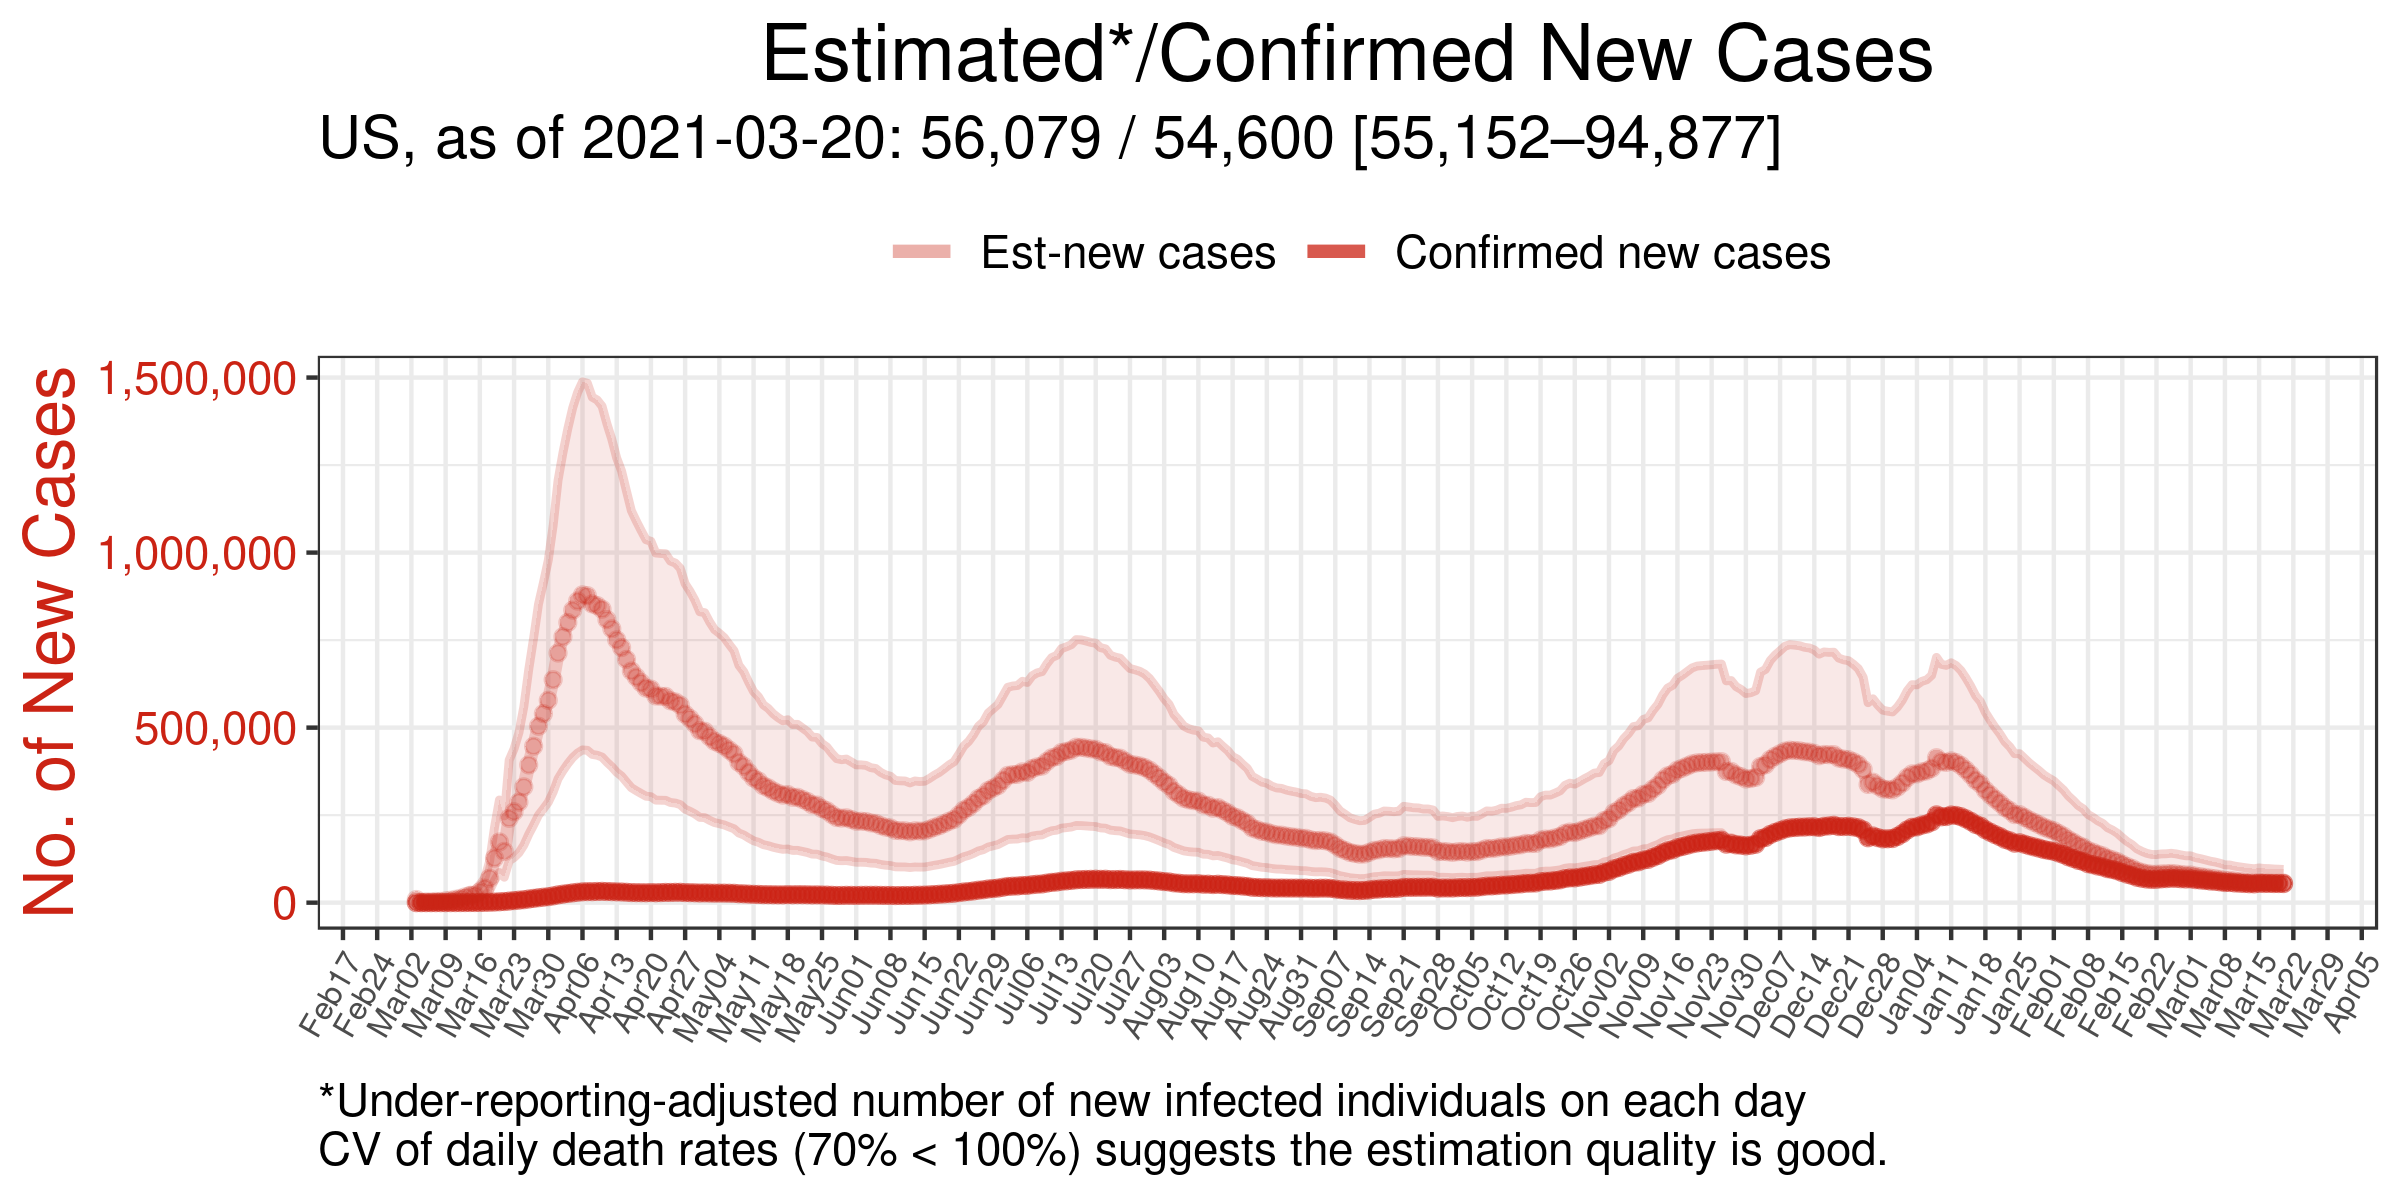 Estimated*/Confirmed New Cases
US, as of 2021-03-20: 56,079 / 54,600 [55,152–94,877]
Est-new cases
Confirmed new cases
No. of New Cases
1,500,000
1,000,000
500,000
0
Feb17
Feb24
Mar02
Mar09
Mar16
Mar23
Mar30
Apr06
Apr13
Apr20
Apr27
May04
May11
May18
May25
Jun01
Jun08
Jun15
Jun22
Jun29
Jul06
Jul13
Jul20
Jul27
Aug03
Aug10
Aug17
Aug24
Aug31
Sep07
Sep14
Sep21
Sep28
Oct05
Oct12
Oct19
Oct26
Nov02
Nov09
Nov16
Nov23
Nov30
Dec07
Dec14
Dec21
Dec28
Jan04
Jan11
Jan18
Jan25
Feb01
Feb08
Feb15
Feb22
Mar01
Mar08
Mar15
Mar22
Mar29
Apr05
*Under-reporting-adjusted number of new infected individuals on each day
CV of daily death rates (70% < 100%) suggests the estimation quality is good.